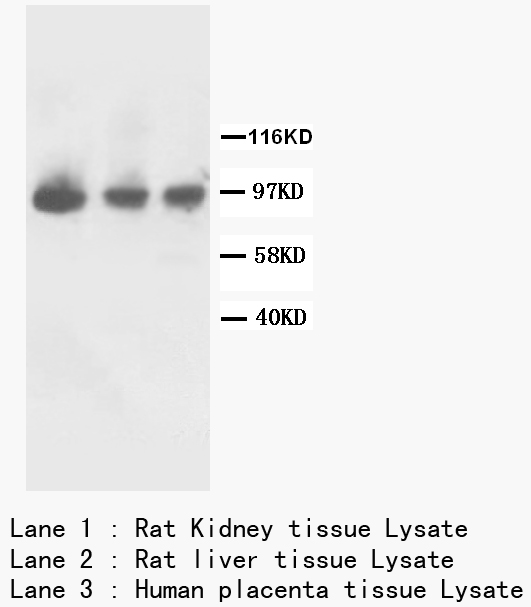 116KD
97KD
58KD
40KD
Lane 1 : Rat Kidney tissue Lysate
Lane 2 : Rat liver tissue Lysate
Lane 3 : Human placenta tissue Lysate